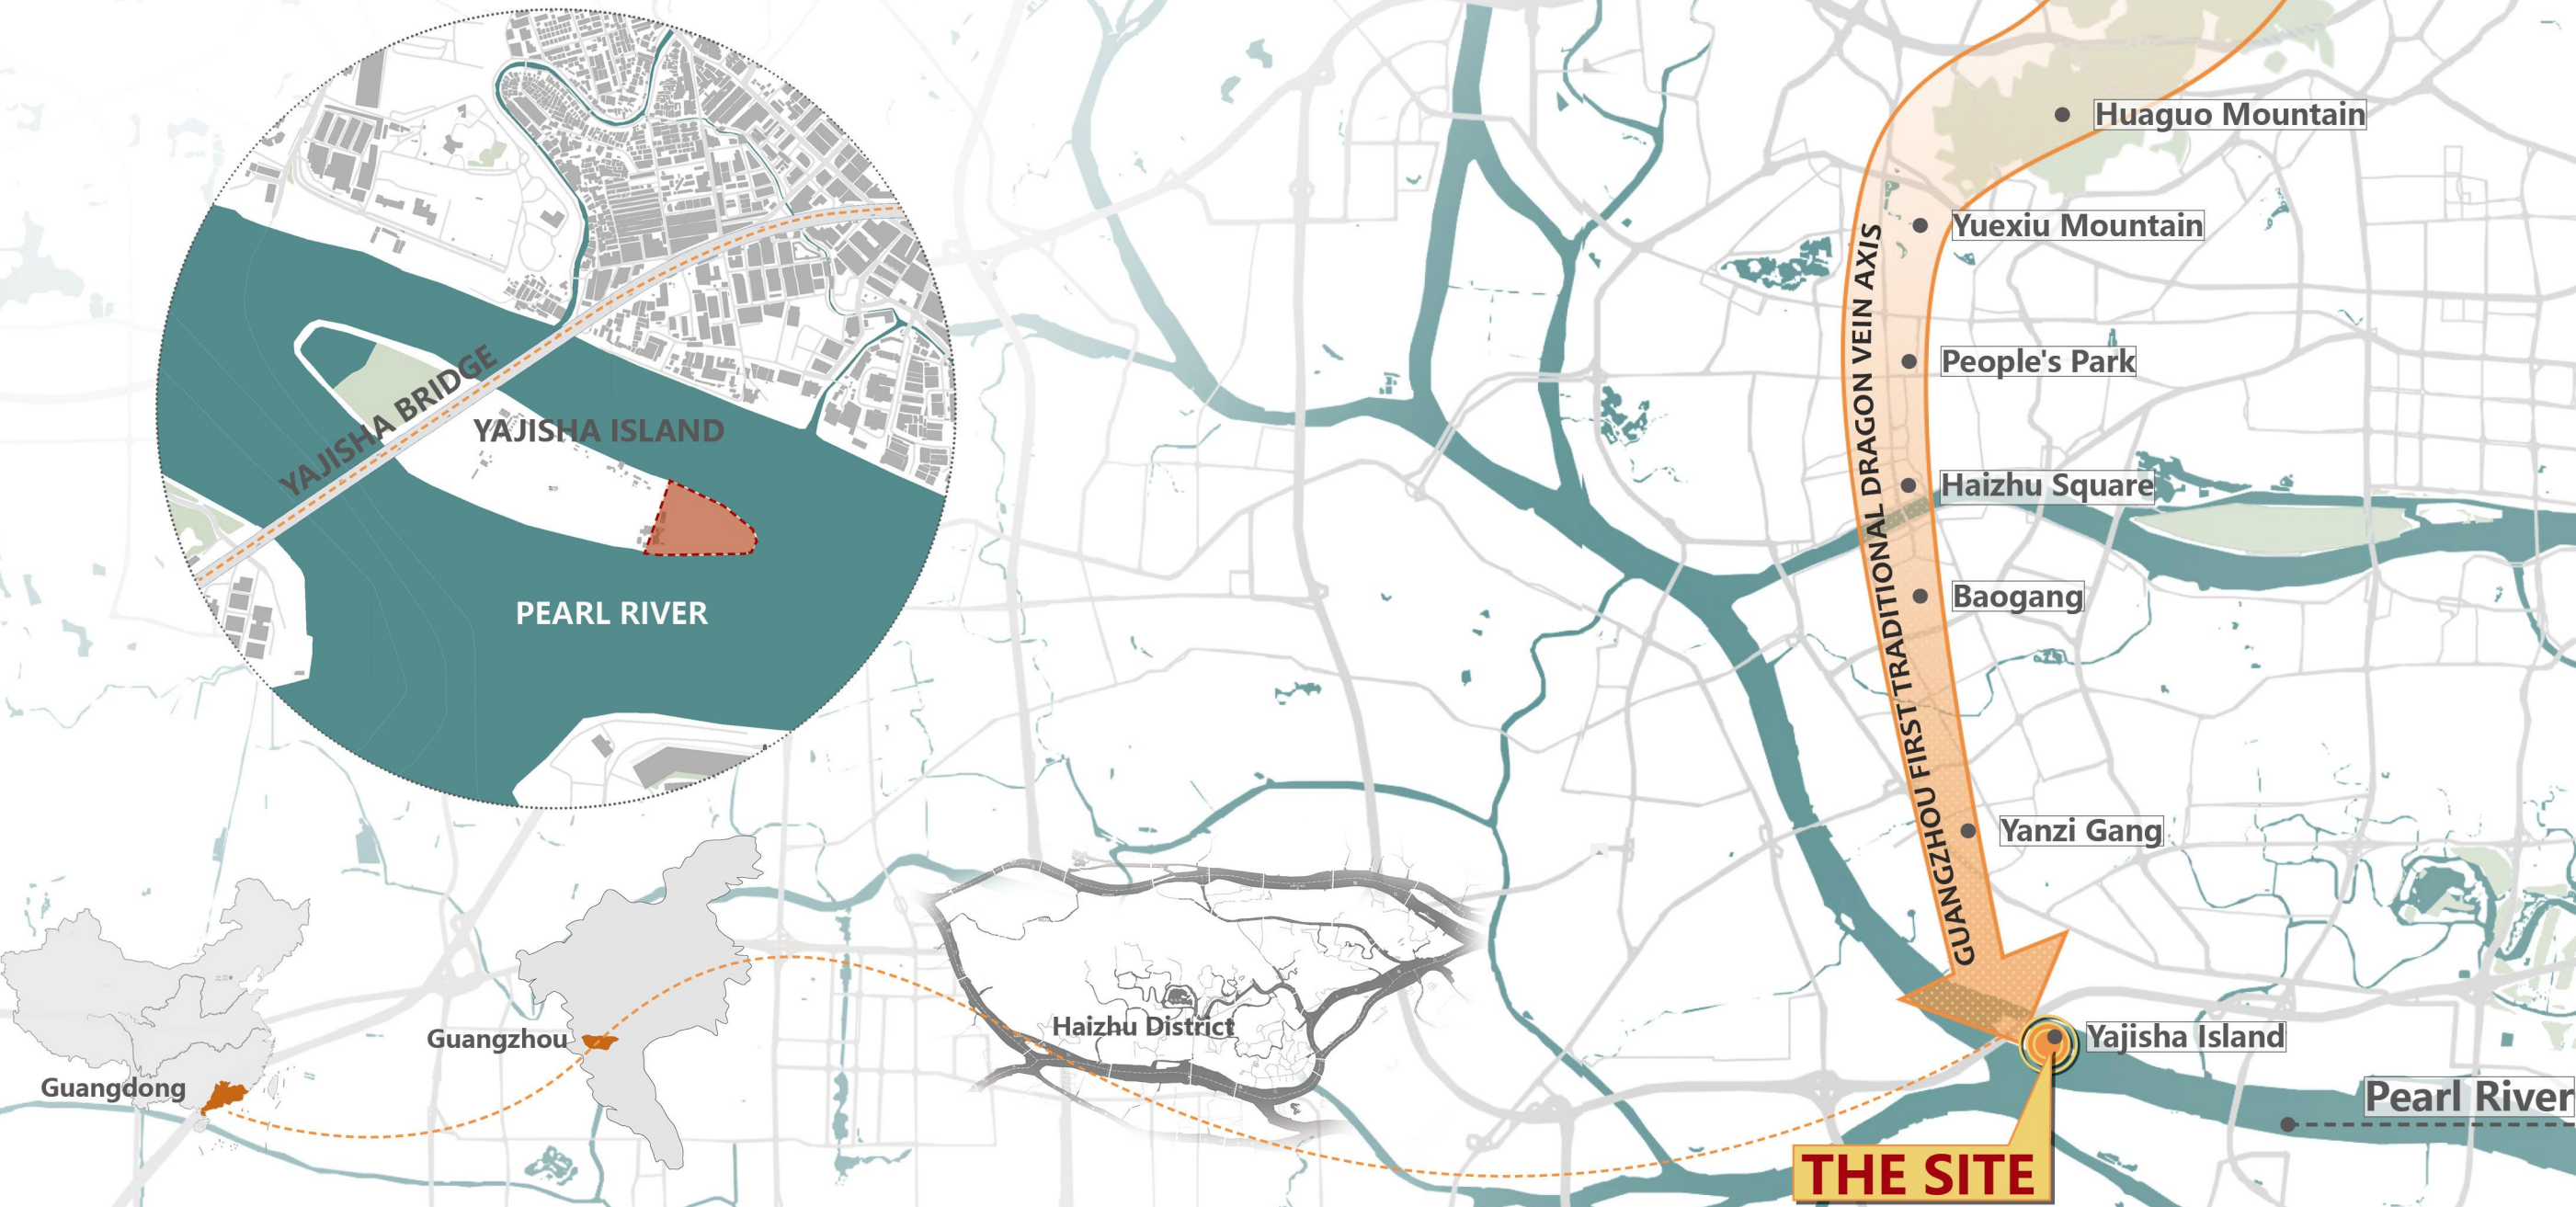 Huaguo Mountain
Yuexiu Mountain
People's Park
Haizhu Square
Baogang
Yanzi Gang
Yajisha Island
Pearl River
THE SITE
GUANGZHOU FIRST TRADITIONAL DRAGON VEIN AXIS
YAJISHA BRIDGE
YAJISHA ISLAND
PEARL RIVER
Guangdong
Guangzhou
Haizhu District